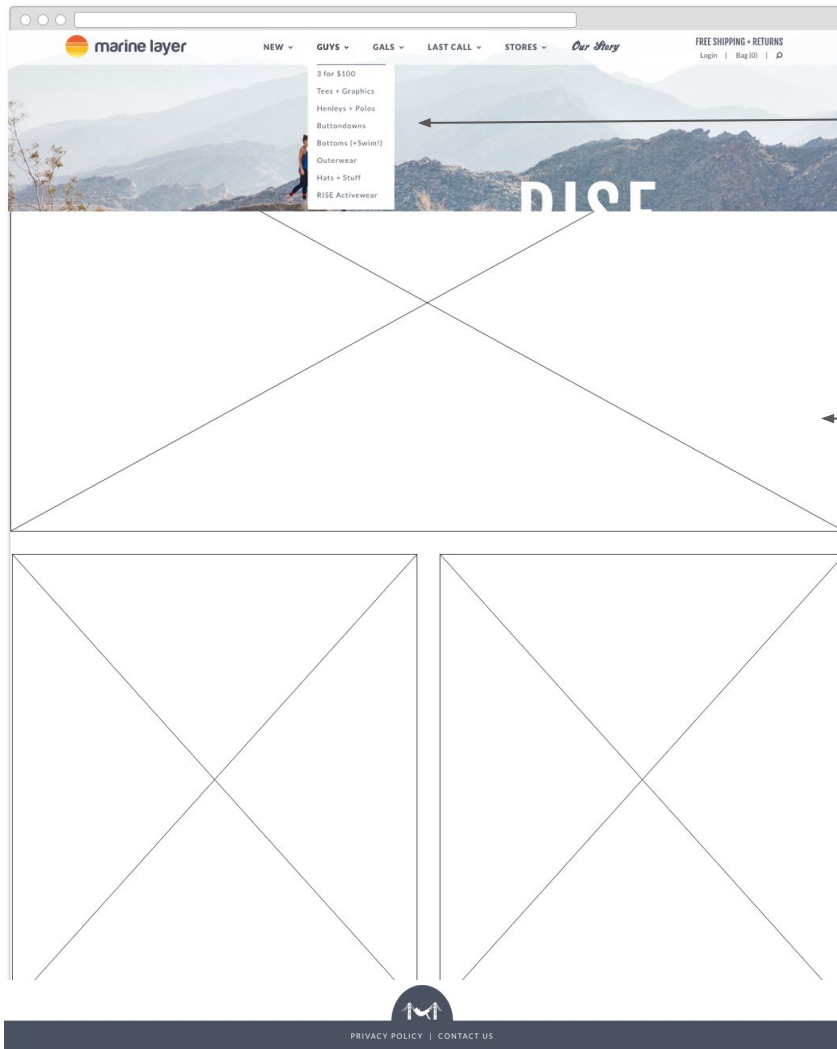 marine layer
NEW GUYS GALS LAST CALL STORES Our Story
FREE SHIPPING + RETURNS
Login | Bag (0) |
3 for $100
Tees + Graphics
Henleys + Polos
Buttondowns
Bottoms (+Swim!)
Outerwear
Hats + Stuff
RISE Activewear
RISE
PRIVACY POLICY | CONTACT US